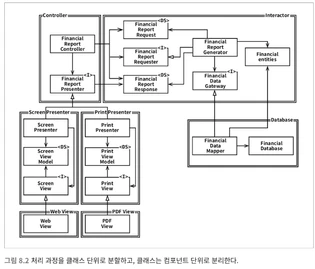 Controller
Interactor
<DS>
Financial
Report
Request
Financial
Report
Controller
<I>
Financial
Report
Requester
Financial
Report
Generator
Financial
entities
<I>
Financial
Report
Presenter
<DS>
Financial
Report
Response
<I>
Financial
Data
Gateway
Screen Presenter
Print Presenter
Screen
Presenter
Print
Presenter
Database
<DS>
Screen
View
Model
<DS>
Print
View
Model
Financial
Data
Mapper
Financial
Database
<I>
Screen
View
<I>
Print
View
Web View
PDF View
Web
View
PDF
View
그림 8.2 처리 과정을 클래스 단위로 분할하고, 클래스는 컴포넌트 단위로 분리한다.